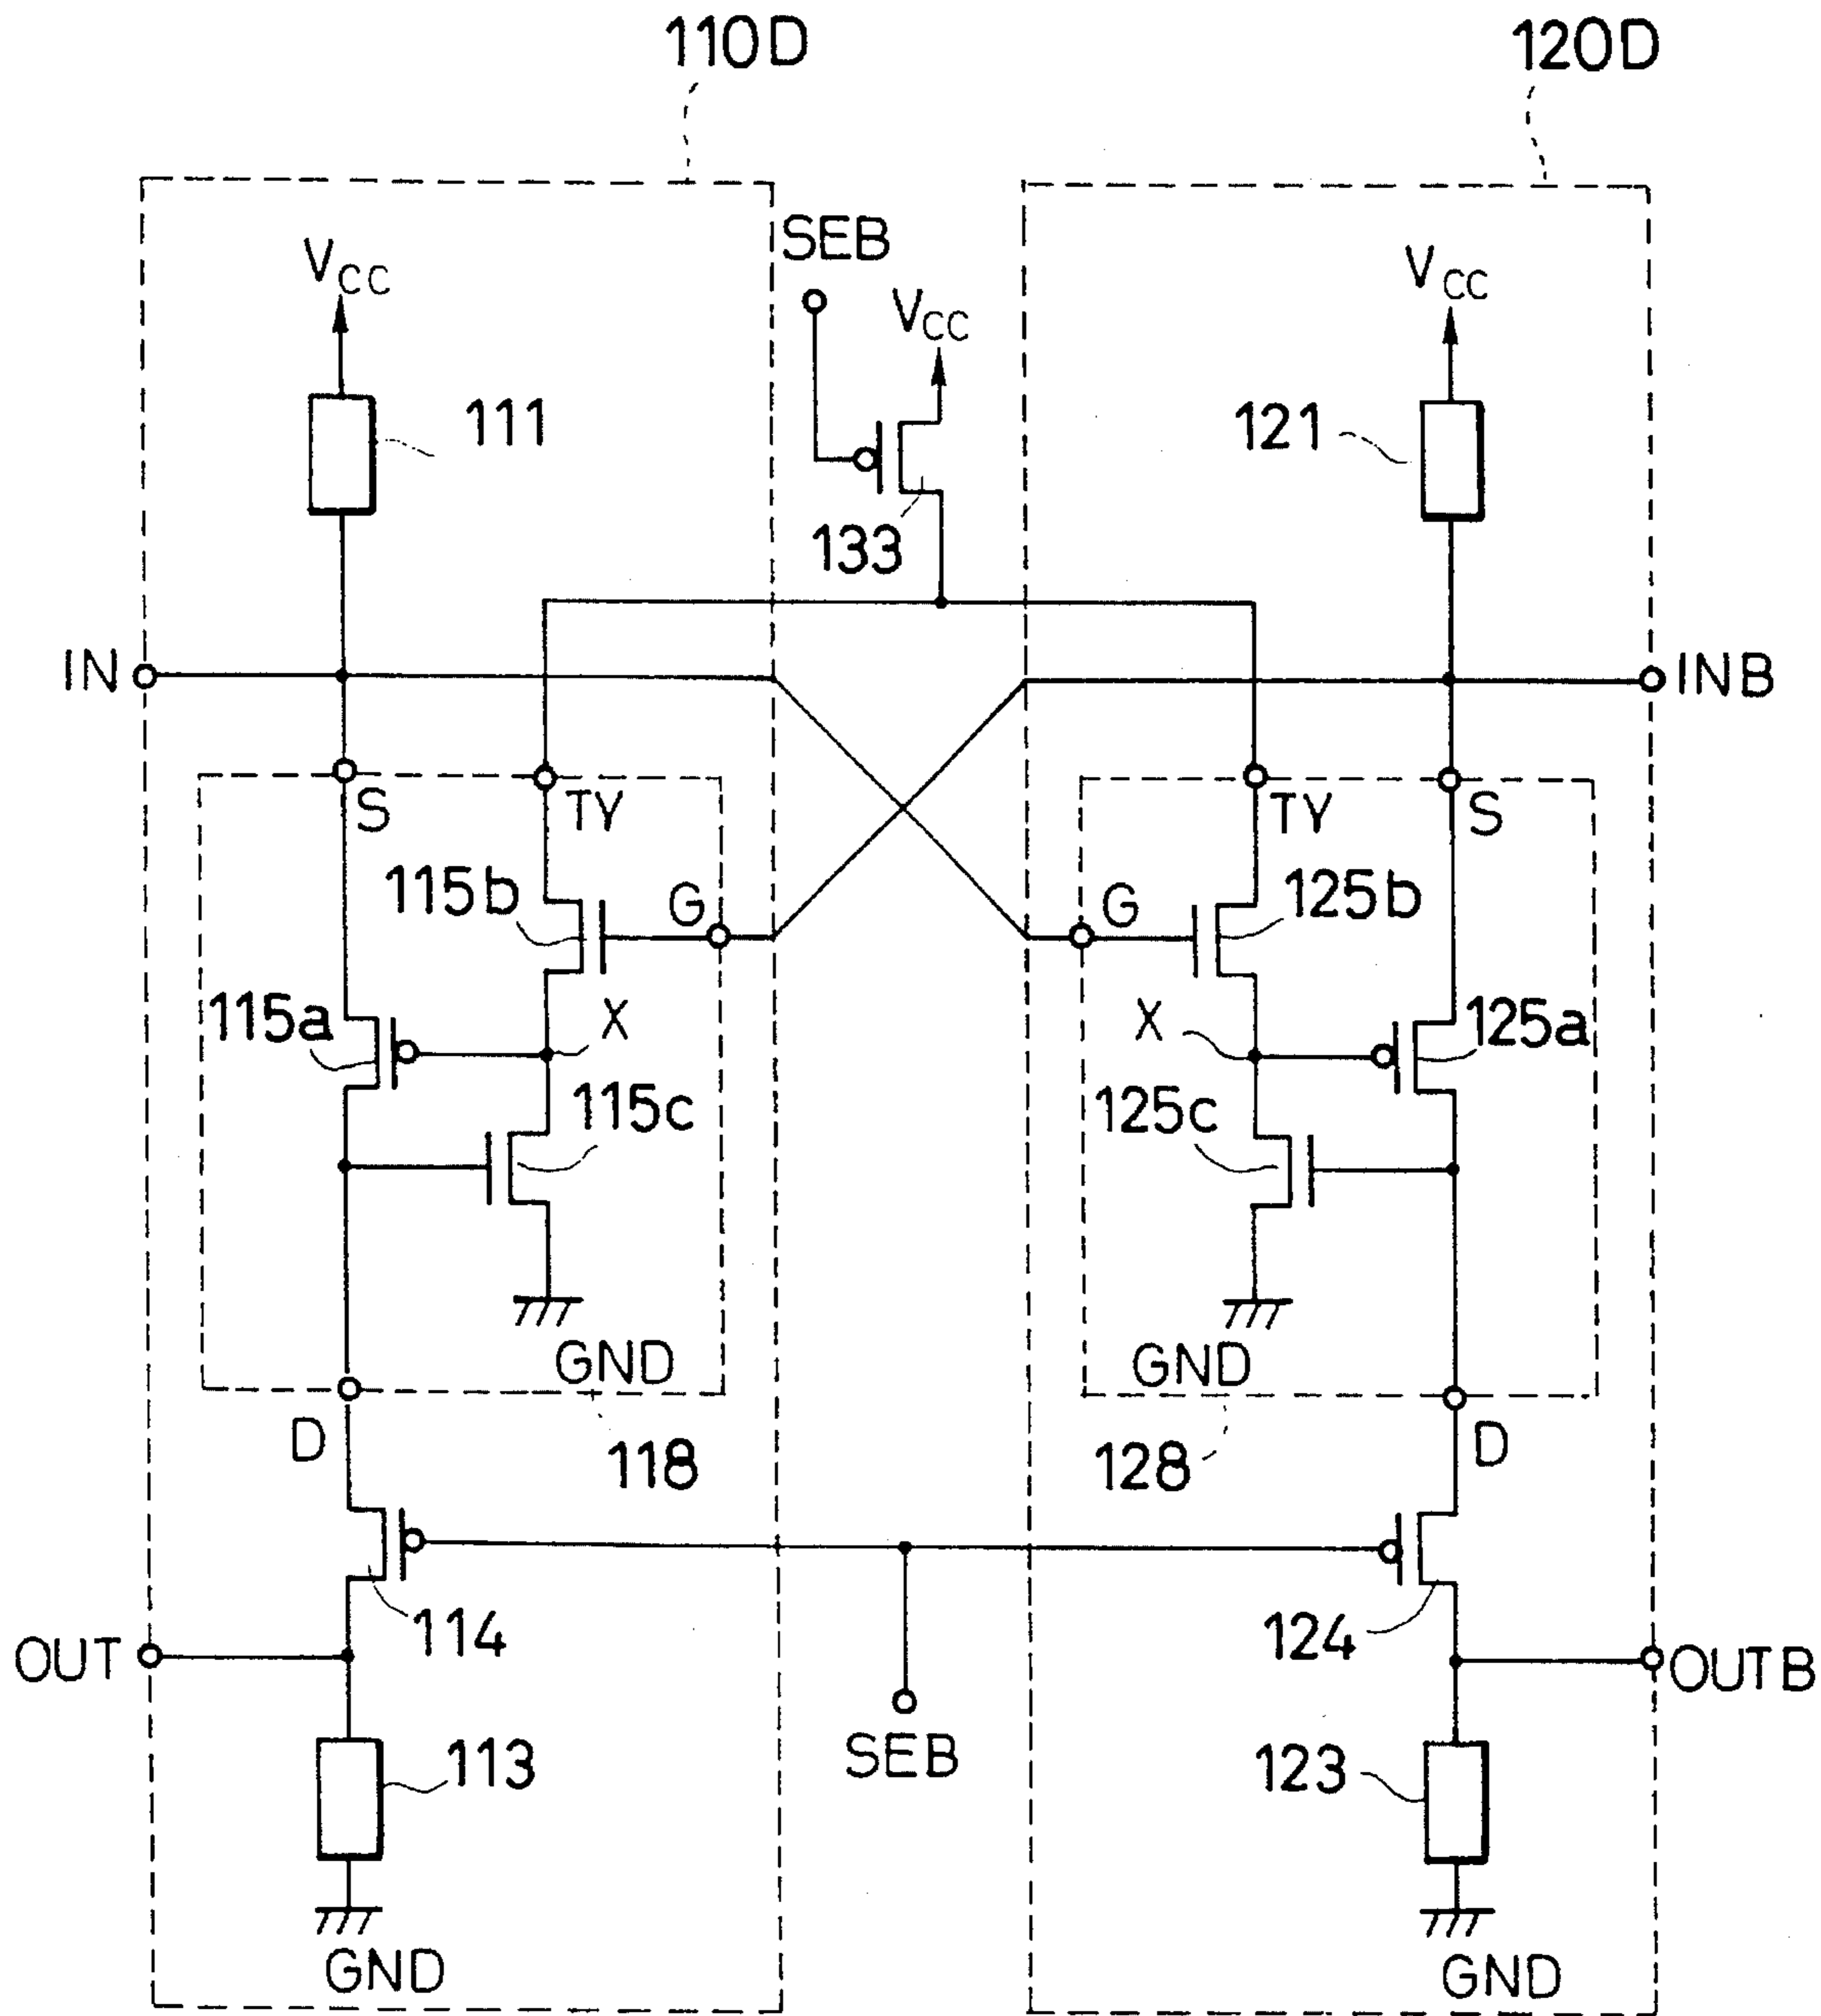 110D
120D
SEB
VCC
VCC
VCC
111
121
133
IN
INB
S
TY
TY
S
115b
G
G
125b
115a
X
X
125a
115c
125c
GND
GND
D
118
128
D
114
124
OUT
OUTB
SEB
113
123
GND
GND